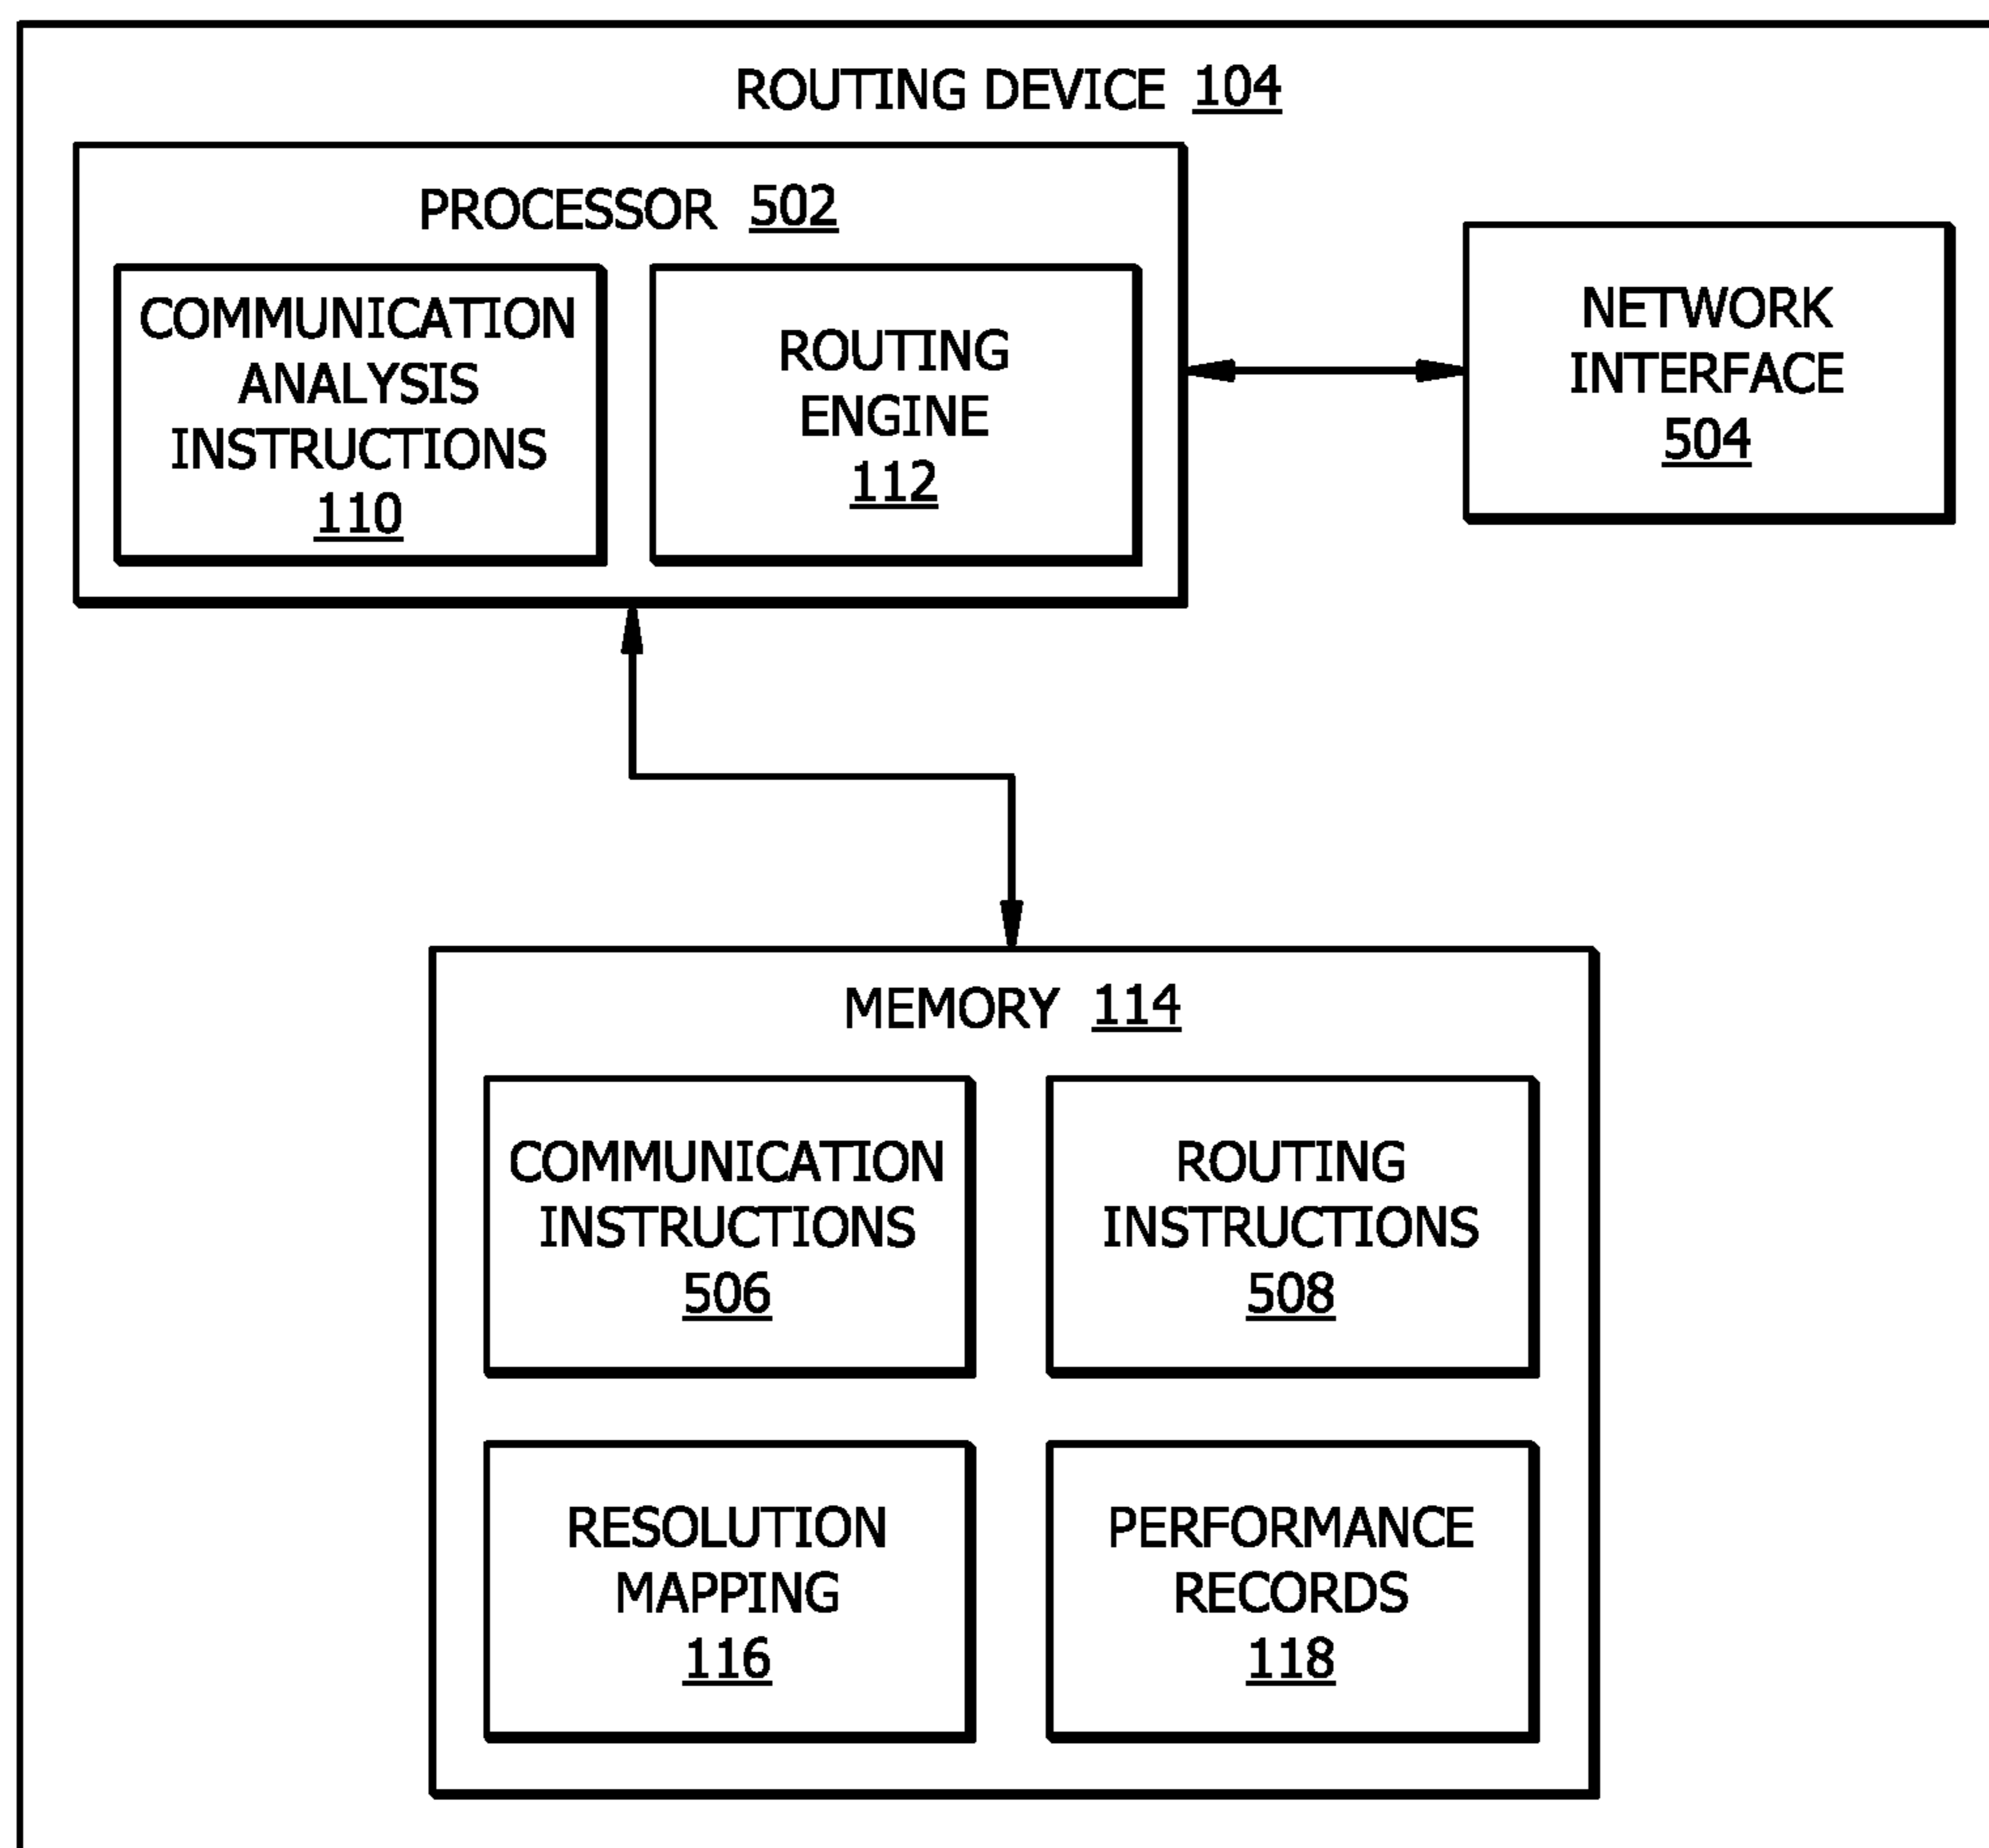 ROUTING DEVICE 104
PROCESSOR 502
COMMUNICATION
ANALYSIS
INSTRUCTIONS
110
ROUTING
ENGINE
112
NETWORK
INTERFACE
504
MEMORY 114
COMMUNICATION
INSTRUCTIONS
506
ROUTING
INSTRUCTIONS
508
RESOLUTION
MAPPING
116
PERFORMANCE
RECORDS
118